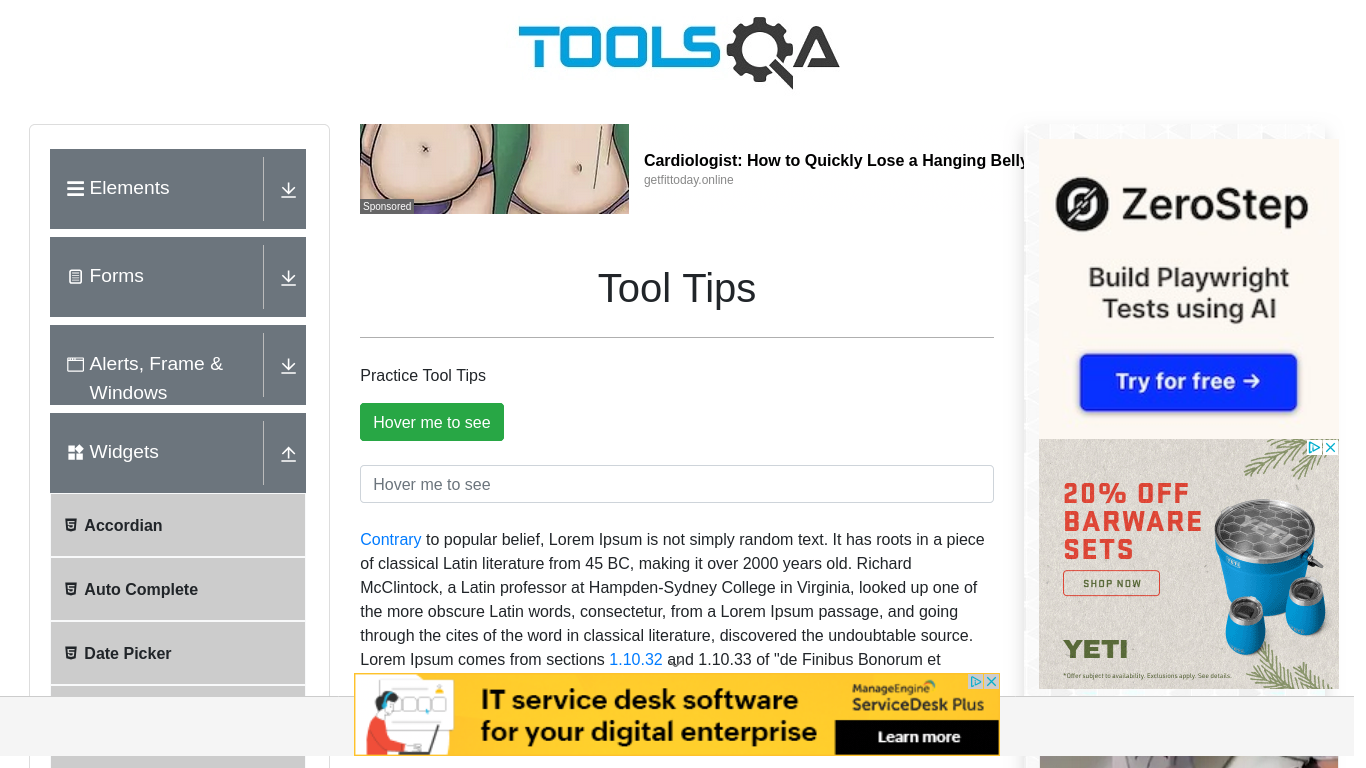 TOOLSQA
Elements
Forms
Alerts, Frame &
Windows
Widgets
Accordian
Auto Complete
Date Picker
Sponsored
Cardiologist: How to Quickly Lose a Hanging Belly
getfittoday.online
Tool Tips
Practice Tool Tips
Hover me to see
Hover me to see
Contrary to popular belief, Lorem Ipsum is not simply random text. It has roots in a piece
of classical Latin literature from 45 BC, making it over 2000 years old. Richard
McClintock, a Latin professor at Hampden-Sydney College in Virginia, looked up one of
the more obscure Latin words, consectetur, from a Lorem Ipsum passage, and going
through the cites of the word in classical literature, discovered the undoubtable source.
Lorem Ipsum comes from sections 1.10.32 and 1.10.33 of "de Finibus Bonorum et
IT service desk software
for your digital enterprise
ManageEngine
ServiceDesk Plus
Learn more
ZeroStep
Build Playwright
Tests using AI
Try for free →
20% OFF
BARWARE
SETS
SHOP NOW
YETI
*Offer subject to availability. Exclusions apply. See details.
YETI